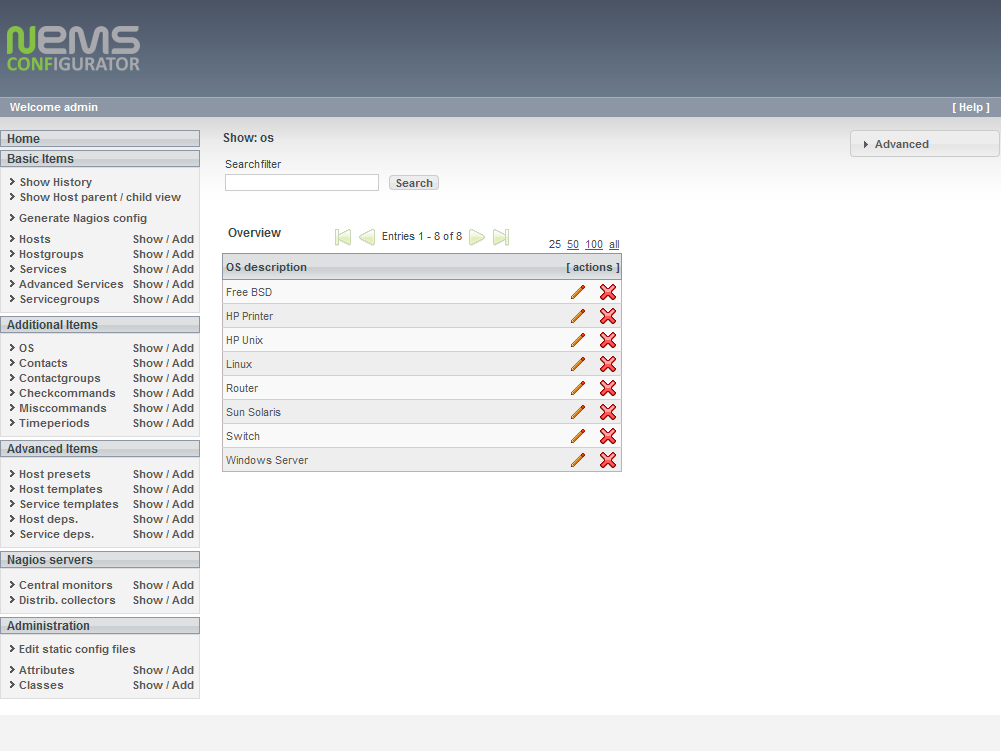 NEMS
CONFIGURATOR
Welcome admin [ Help ]
Home
Basic Items
Show History
Show Host parent / child view
Generate Nagios config
Hosts Show / Add
Hostgroups Show / Add
Services Show / Add
Advanced Services Show / Add
Servicegroups Show / Add
Additional Items
OS Show / Add
Contacts Show / Add
Contactgroups Show / Add
Checkcommands Show / Add
Misccommands Show / Add
Timeperiods Show / Add
Advanced Items
Host presets Show / Add
Host templates Show / Add
Service templates Show / Add
Host deps. Show / Add
Service deps. Show / Add
Nagios servers
Central monitors Show / Add
Distrib. collectors Show / Add
Administration
Edit static config files
Attributes Show / Add
Classes Show / Add
Show: os
Advanced
Searchfilter
Search
Overview
Entries 1 - 8 of 8
25 50 100 all
OS description [ actions ]
Free BSD
HP Printer
HP Unix
Linux
Router
Sun Solaris
Switch
Windows Server